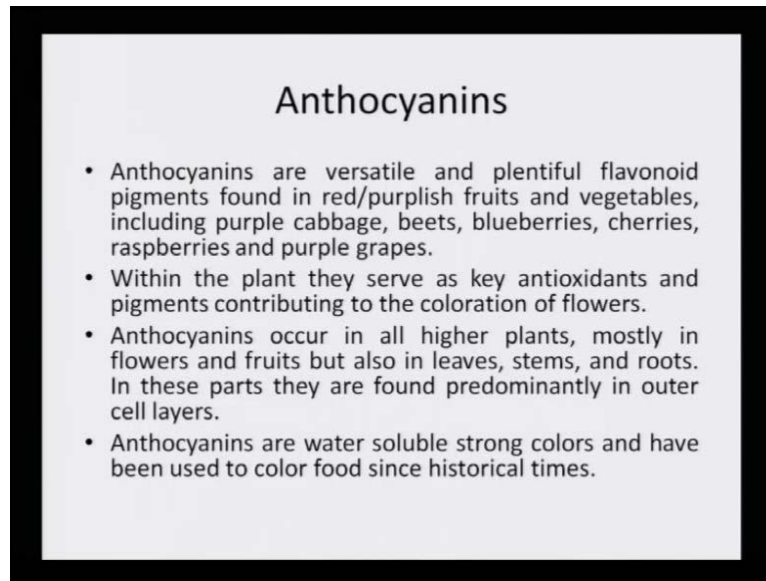 Anthocyanins
• Anthocyanins are versatile and plentiful flavonoid
pigments found in red/purplish fruits and vegetables,
including purple cabbage, beets, blueberries, cherries,
raspberries and purple grapes.
• Within the plant they serve as key antioxidants and
pigments contributing to the coloration of flowers.
• Anthocyanins occur in all higher plants, mostly in
flowers and fruits but also in leaves, stems, and roots.
In these parts they are found predominantly in outer
cell layers.
• Anthocyanins are water soluble strong colors and have
been used to color food since historical times.